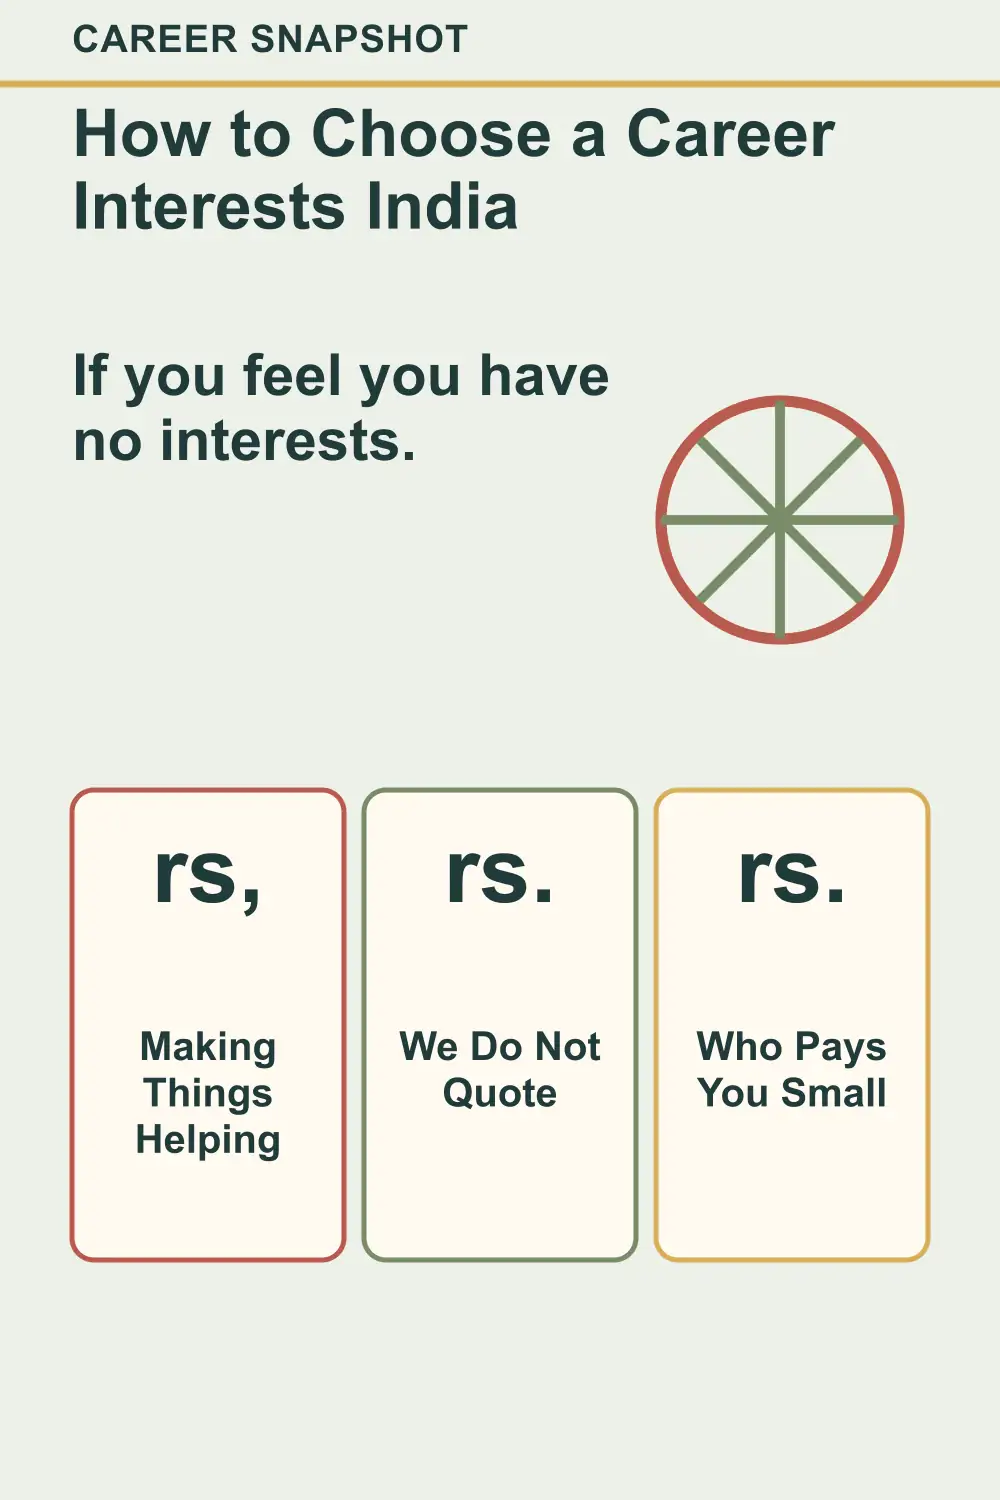 CAREER SNAPSHOT
How to Choose a Career
Interests India
If you feel you have
no interests.
rs,
Making
Things
Helping
rs.
We Do Not
Quote
rs.
Who Pays
You Small